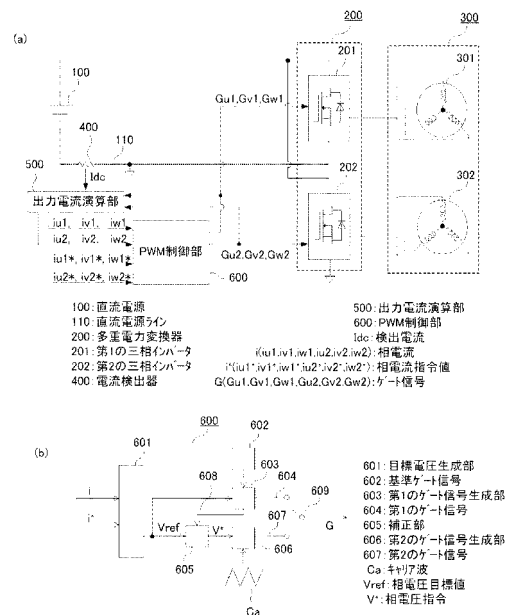 (a)
200
300
201
301
100
Gu1,Gv1,Gw1
400
110
500
Idc
202
302
出力電流演算部
iu1, iv1, iw1
iu2, iv2, iw2
iu1*, iv1*, iw1*
iu2*, iv2*, iw2*
PWM制御部
Gu2.Gv2,Gw2
600
100:直流電源
110:直流電源ライン
200:多重電力変換器
201:第1の三相インバータ
202:第2の三相インバータ
400:電流検出器
500:出力電流演算部
600:PWM制御部
Idc:検出電流
i(iu1,iv1,iw1,iu2,iv2,iw2):相電流
i*(iu1*,iv1*,iw1*,iu2*,iv2*,iw2*):相電流指令値
G(Gu1,Gv1,Gw1,Gu2,Gv2,Gw2):ゲート信号
(b)
600
601
602
603
608
604
609
i
i*
Vref
V*
607
G
605
606
Ca
601:目標電圧生成部
602:基準ゲート信号
603:第1のゲート信号生成部
604:第1のゲート信号
605:補正部
606:第2のゲート信号生成部
607:第2のゲート信号
Ca:キャリア波
Vref:相電圧目標値
V*:相電圧指令